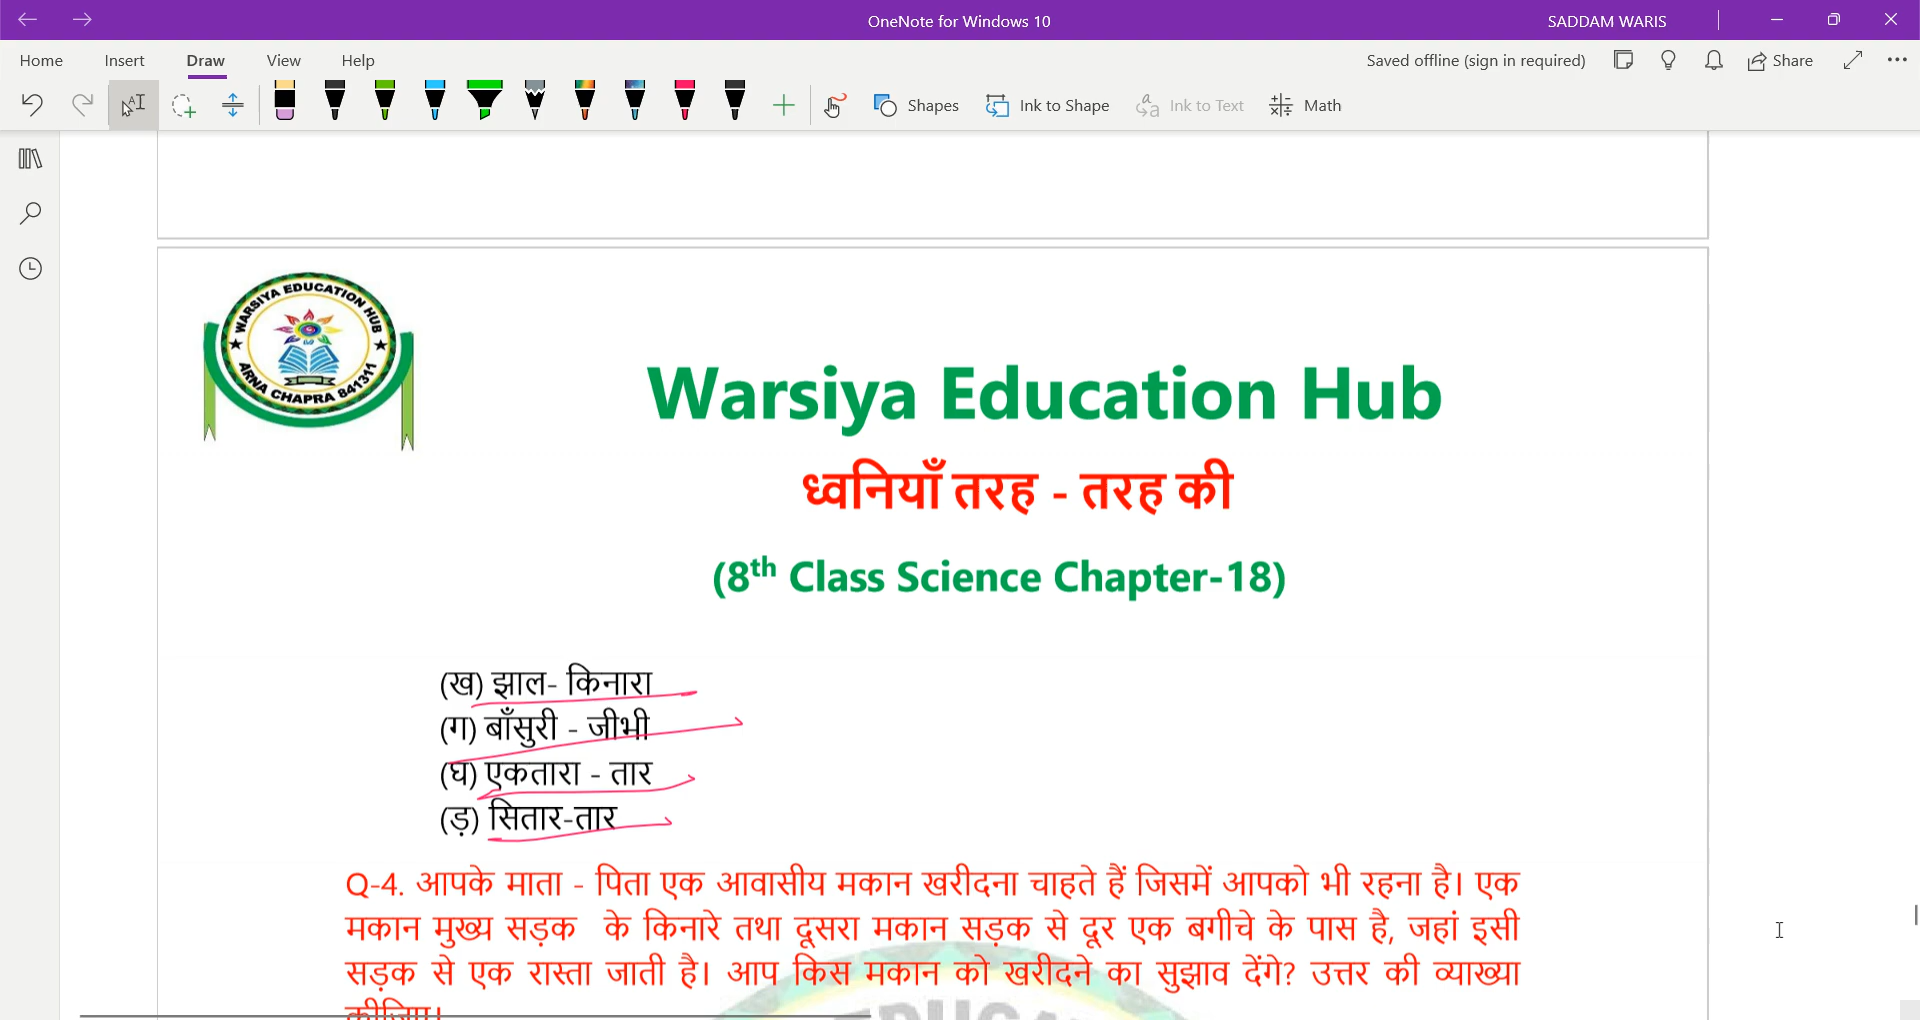 OneNote for Windows 10
SADDAM WARIS
Home Insert Draw View Help
Saved offline (sign in required)
Share
Shapes
Ink to Shape
Ink to Text
Math
WARSIYA EDUCATION HUB
ARNA CHAPRA 841311
Warsiya Education Hub
ध्वनियाँ तरह - तरह की
(8th Class Science Chapter-18)
(ख) झाल- किनारा
(ग) बाँसुरी - जीभी
(घ) एकतारा - तार
(ड़) सितार-तार
Q-4. आपके माता - पिता एक आवासीय मकान खरीदना चाहते हैं जिसमें आपको भी रहना है। एक
मकान मुख्य सड़क के किनारे तथा दूसरा मकान सड़क से दूर एक बगीचे के पास है, जहां इसी
सड़क से एक रास्ता जाती है। आप किस मकान को खरीदने का सुझाव देंगे? उत्तर की व्याख्या
कीजिए।